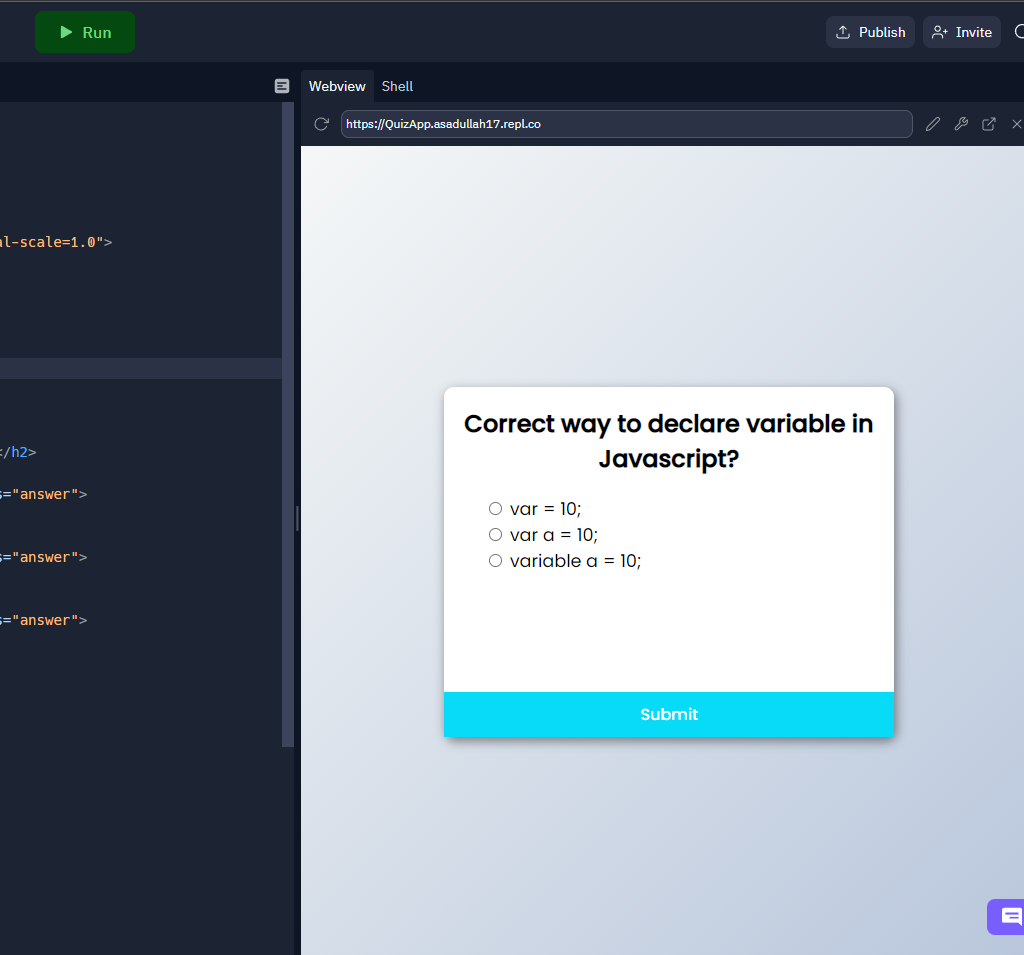 Run
Publish
Invite
Webview
Shell
https://QuizApp.asadullah17.repl.co
al-scale=1.0">
</h2>
s="answer">
s="answer">
s="answer">
Correct way to declare variable in
Javascript?
var = 10;
var a = 10;
variable a = 10;
Submit